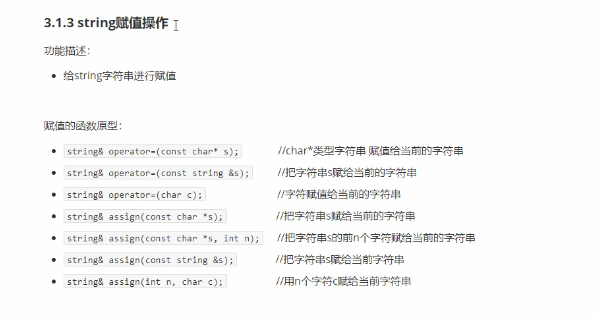 3.1.3 string赋值操作
功能描述：
给string字符串进行赋值
赋值的函数原型：
string& operator=(const char* s); //char*类型字符串 赋值给当前的字符串
string& operator=(const string &s); //把字符串s赋给当前的字符串
string& operator=(char c); //字符赋值给当前的字符串
string& assign(const char *s); //把字符串s赋给当前的字符串
string& assign(const char *s, int n); //把字符串s的前n个字符赋给当前的字符串
string& assign(const string &s); //把字符串s赋给当前字符串
string& assign(int n, char c); //用n个字符c赋给当前字符串